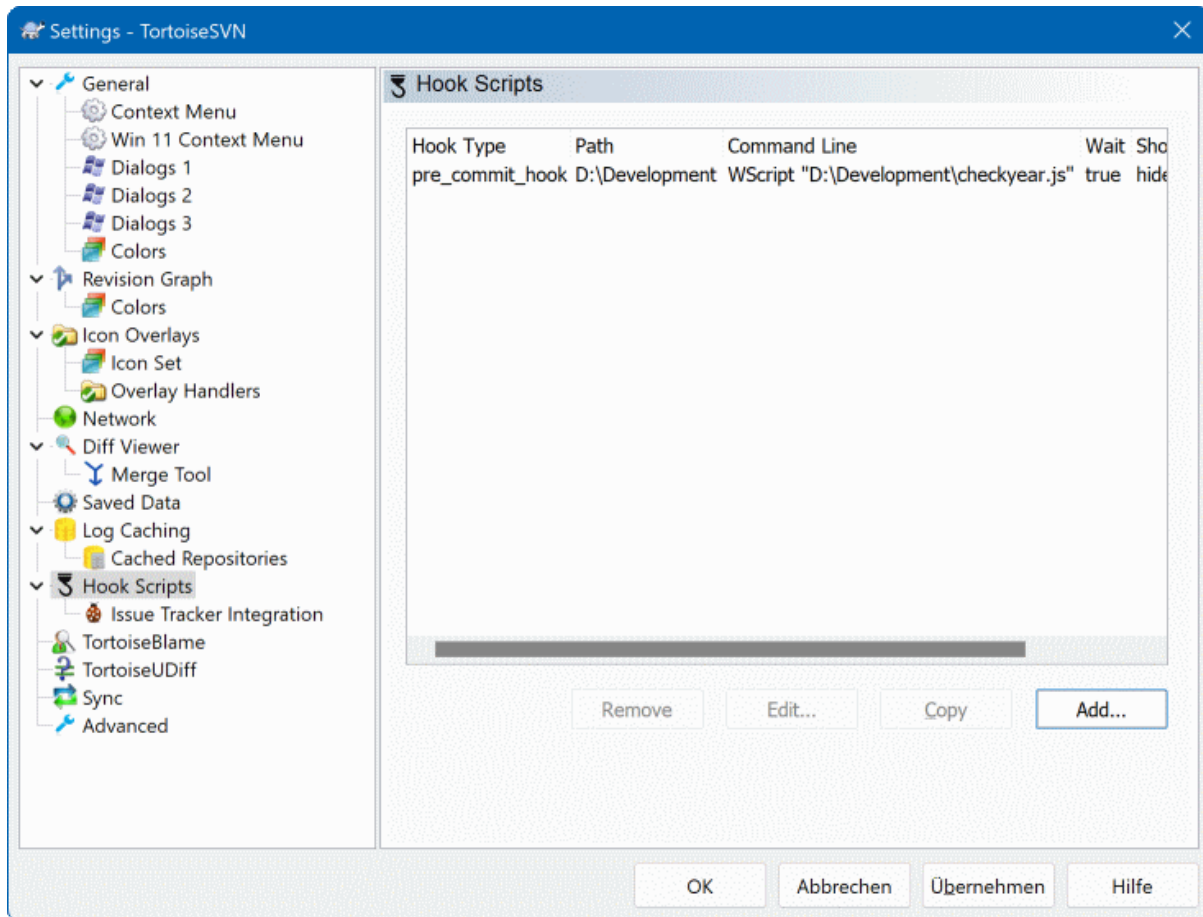 Settings - TortoiseSVN
General
Context Menu
Win 11 Context Menu
Dialogs 1
Dialogs 2
Dialogs 3
Colors
Revision Graph
Colors
Icon Overlays
Icon Set
Overlay Handlers
Network
Diff Viewer
Merge Tool
Saved Data
Log Caching
Cached Repositories
Hook Scripts
Issue Tracker Integration
TortoiseBlame
TortoiseUDiff
Sync
Advanced
Hook Scripts
Hook Type Path Command Line Wait Sho
pre_commit_hook D:\Development WScript "D:\Development\checkyear.js" true hide
Remove Edit... Copy Add...
OK Abbrechen Übernehmen Hilfe